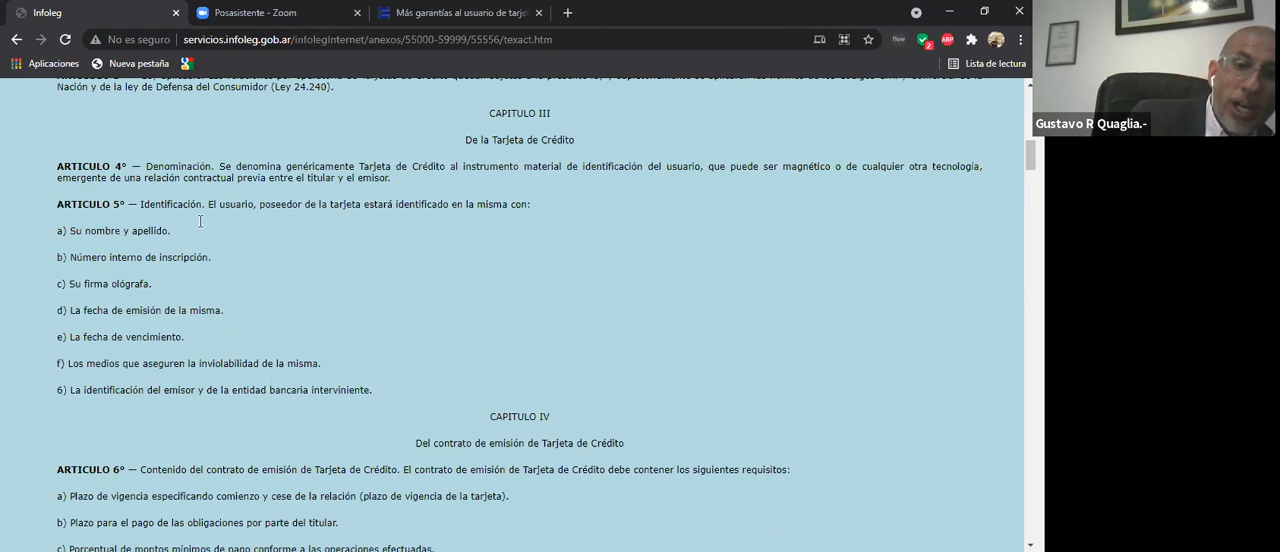 Infoleg
Posasistente - Zoom
Más garantías al usuario de tarje
No es seguro
servicios.infoleg.gob.ar/infolegInternet/anexos/55000-59999/55556/texact.htm
flow
2
ABP
Aplicaciones
Nueva pestaña
Lista de lectura
Nación y de la ley de Defensa del Consumidor (Ley 24.240).
CAPITULO III
De la Tarjeta de Crédito
ARTICULO 4° — Denominación. Se denomina genéricamente Tarjeta de Crédito al instrumento material de identificación del usuario, que puede ser magnético o de cualquier otra tecnología,
emergente de una relación contractual previa entre el titular y el emisor.
ARTICULO 5° — Identificación. El usuario, poseedor de la tarjeta estará identificado en la misma con:
a) Su nombre y apellido.
b) Número interno de inscripción.
c) Su firma ológrafa.
d) La fecha de emisión de la misma.
e) La fecha de vencimiento.
f) Los medios que aseguren la inviolabilidad de la misma.
6) La identificación del emisor y de la entidad bancaria interviniente.
CAPITULO IV
Del contrato de emisión de Tarjeta de Crédito
ARTICULO 6° — Contenido del contrato de emisión de Tarjeta de Crédito. El contrato de emisión de Tarjeta de Crédito debe contener los siguientes requisitos:
a) Plazo de vigencia especificando comienzo y cese de la relación (plazo de vigencia de la tarjeta).
b) Plazo para el pago de las obligaciones por parte del titular.
c) Porcentual de montos mínimos de pago conforme a las operaciones efectuadas.
Gustavo R Quaglia.-